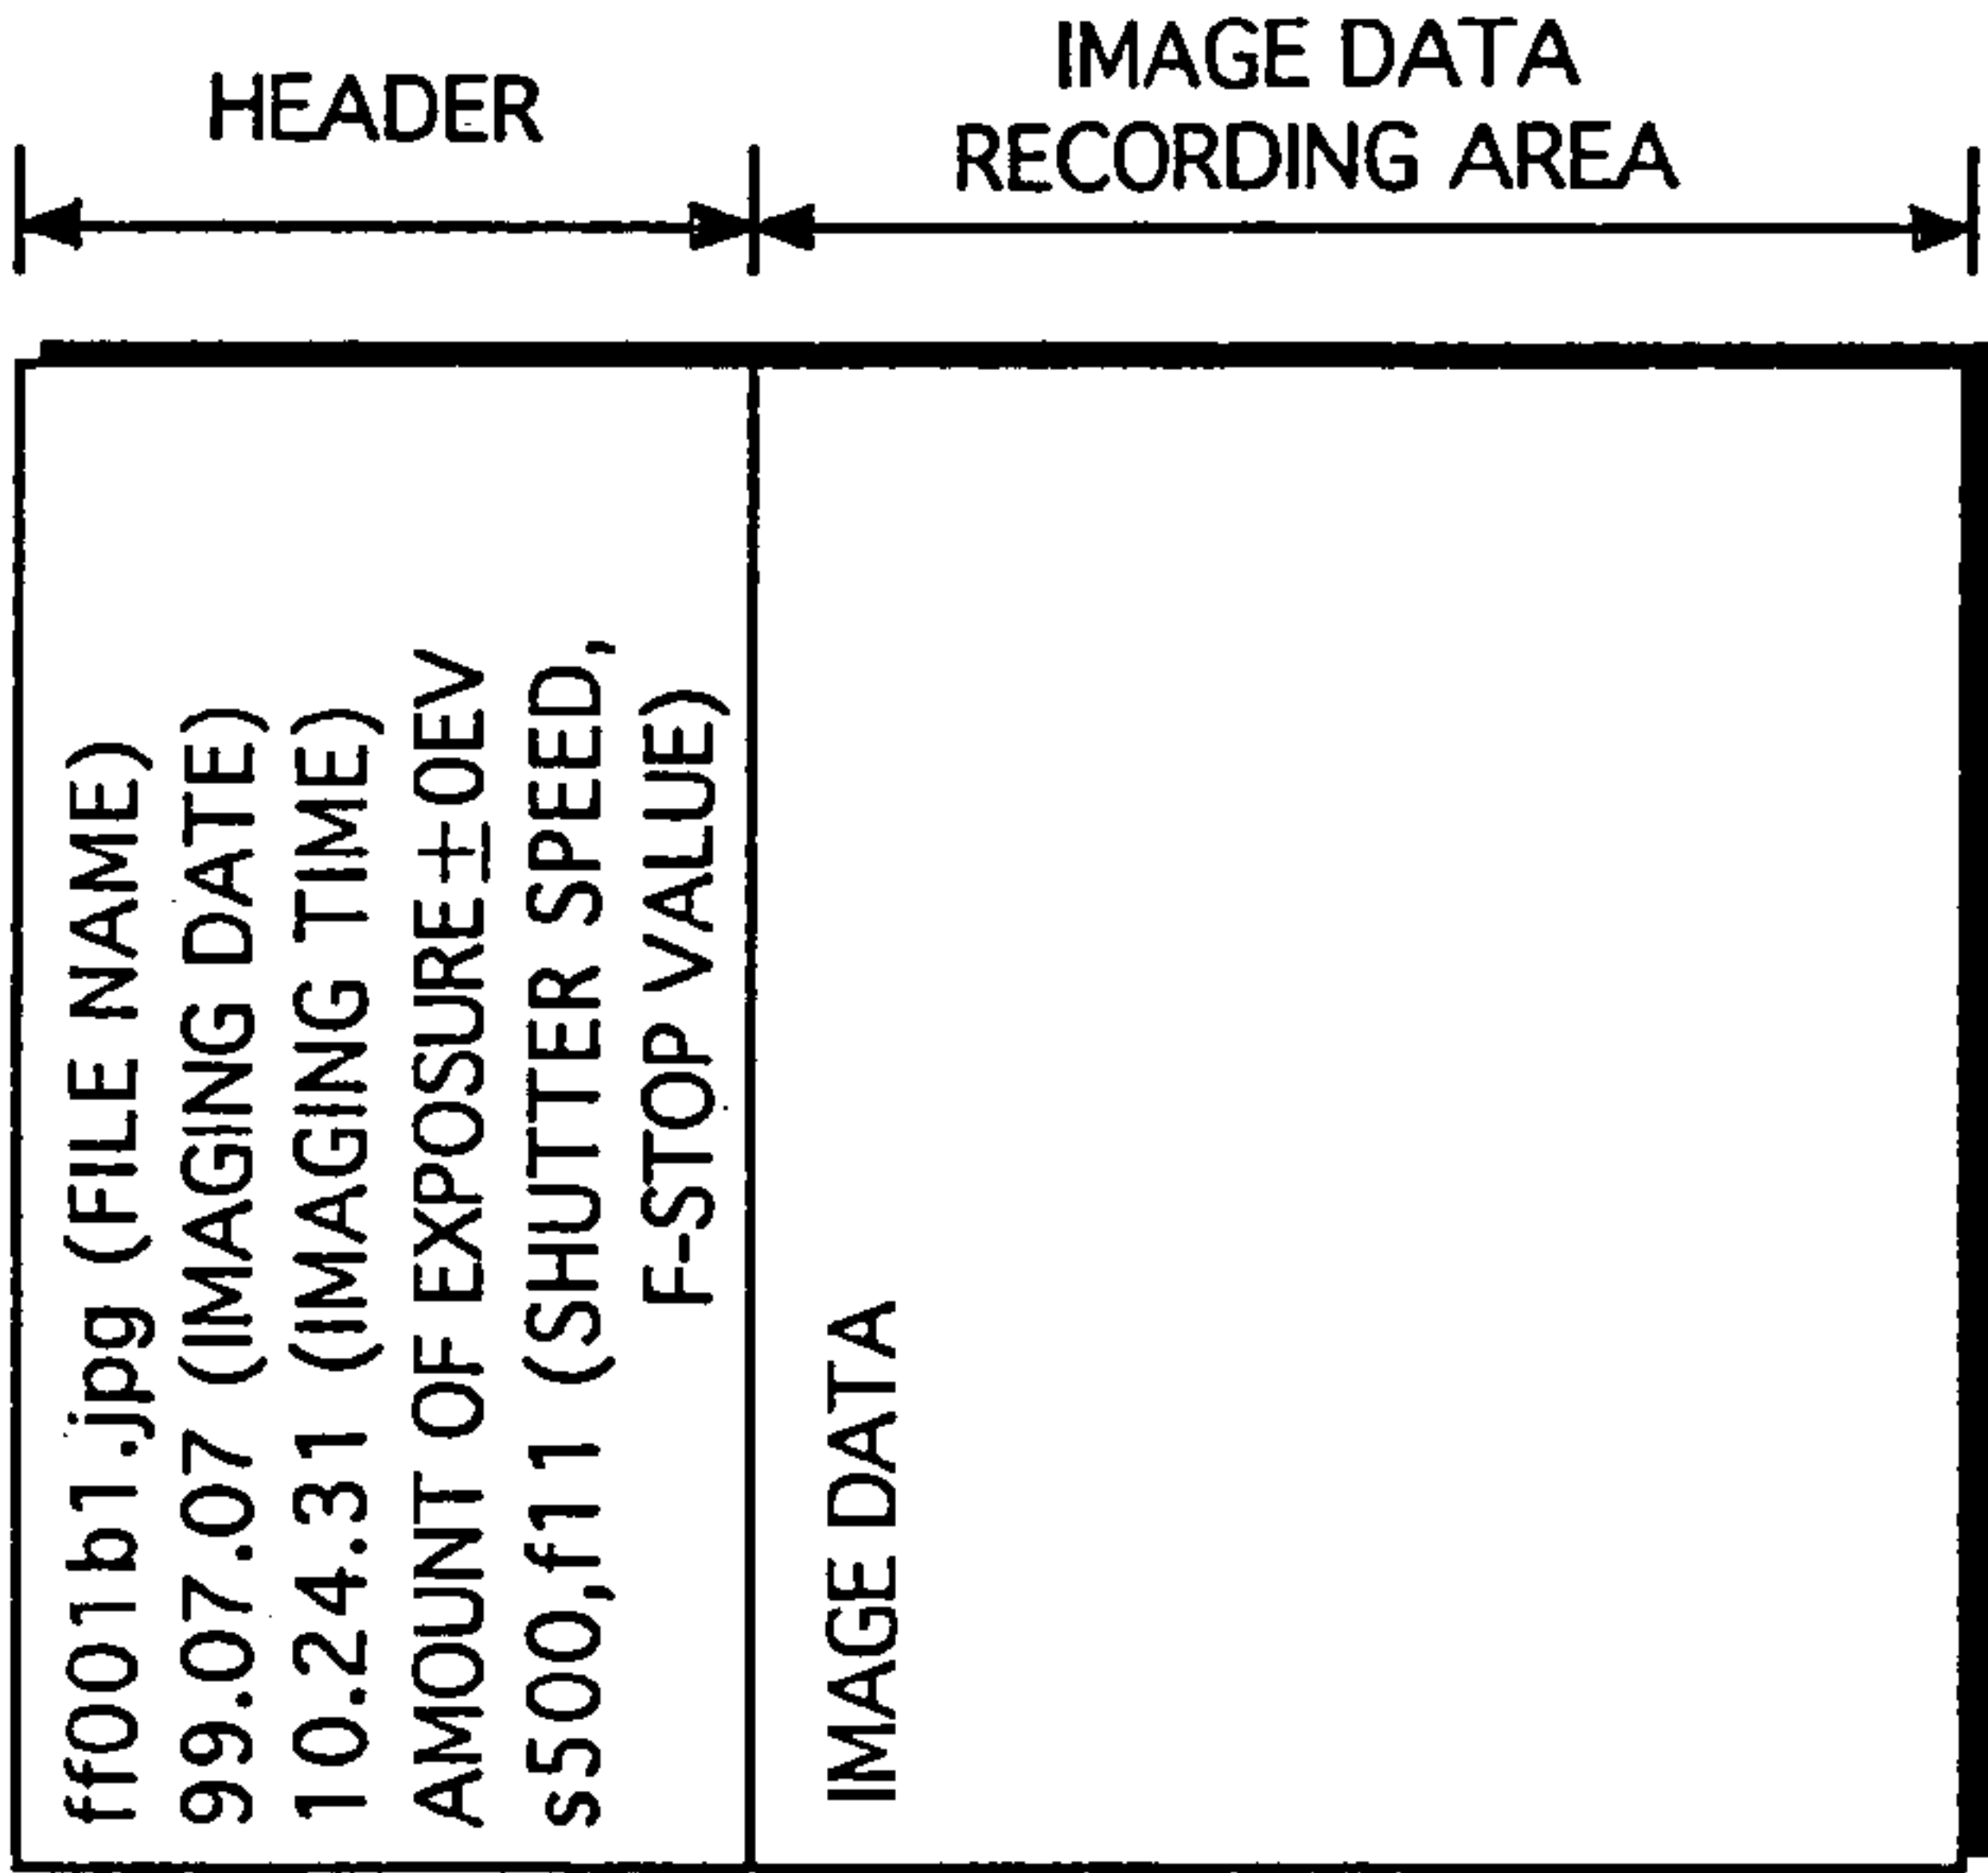 HEADER
IMAGE DATA
RECORDING AREA
ff001b1.jpg (FILE NAME)
99.07.07 (IMAGING DATE)
10.24.31 (IMAGING TIME)
AMOUNT OF EXPOSURE±0EV
s500,f11 (SHUTTER SPEED,
F-STOP VALUE)
IMAGE DATA